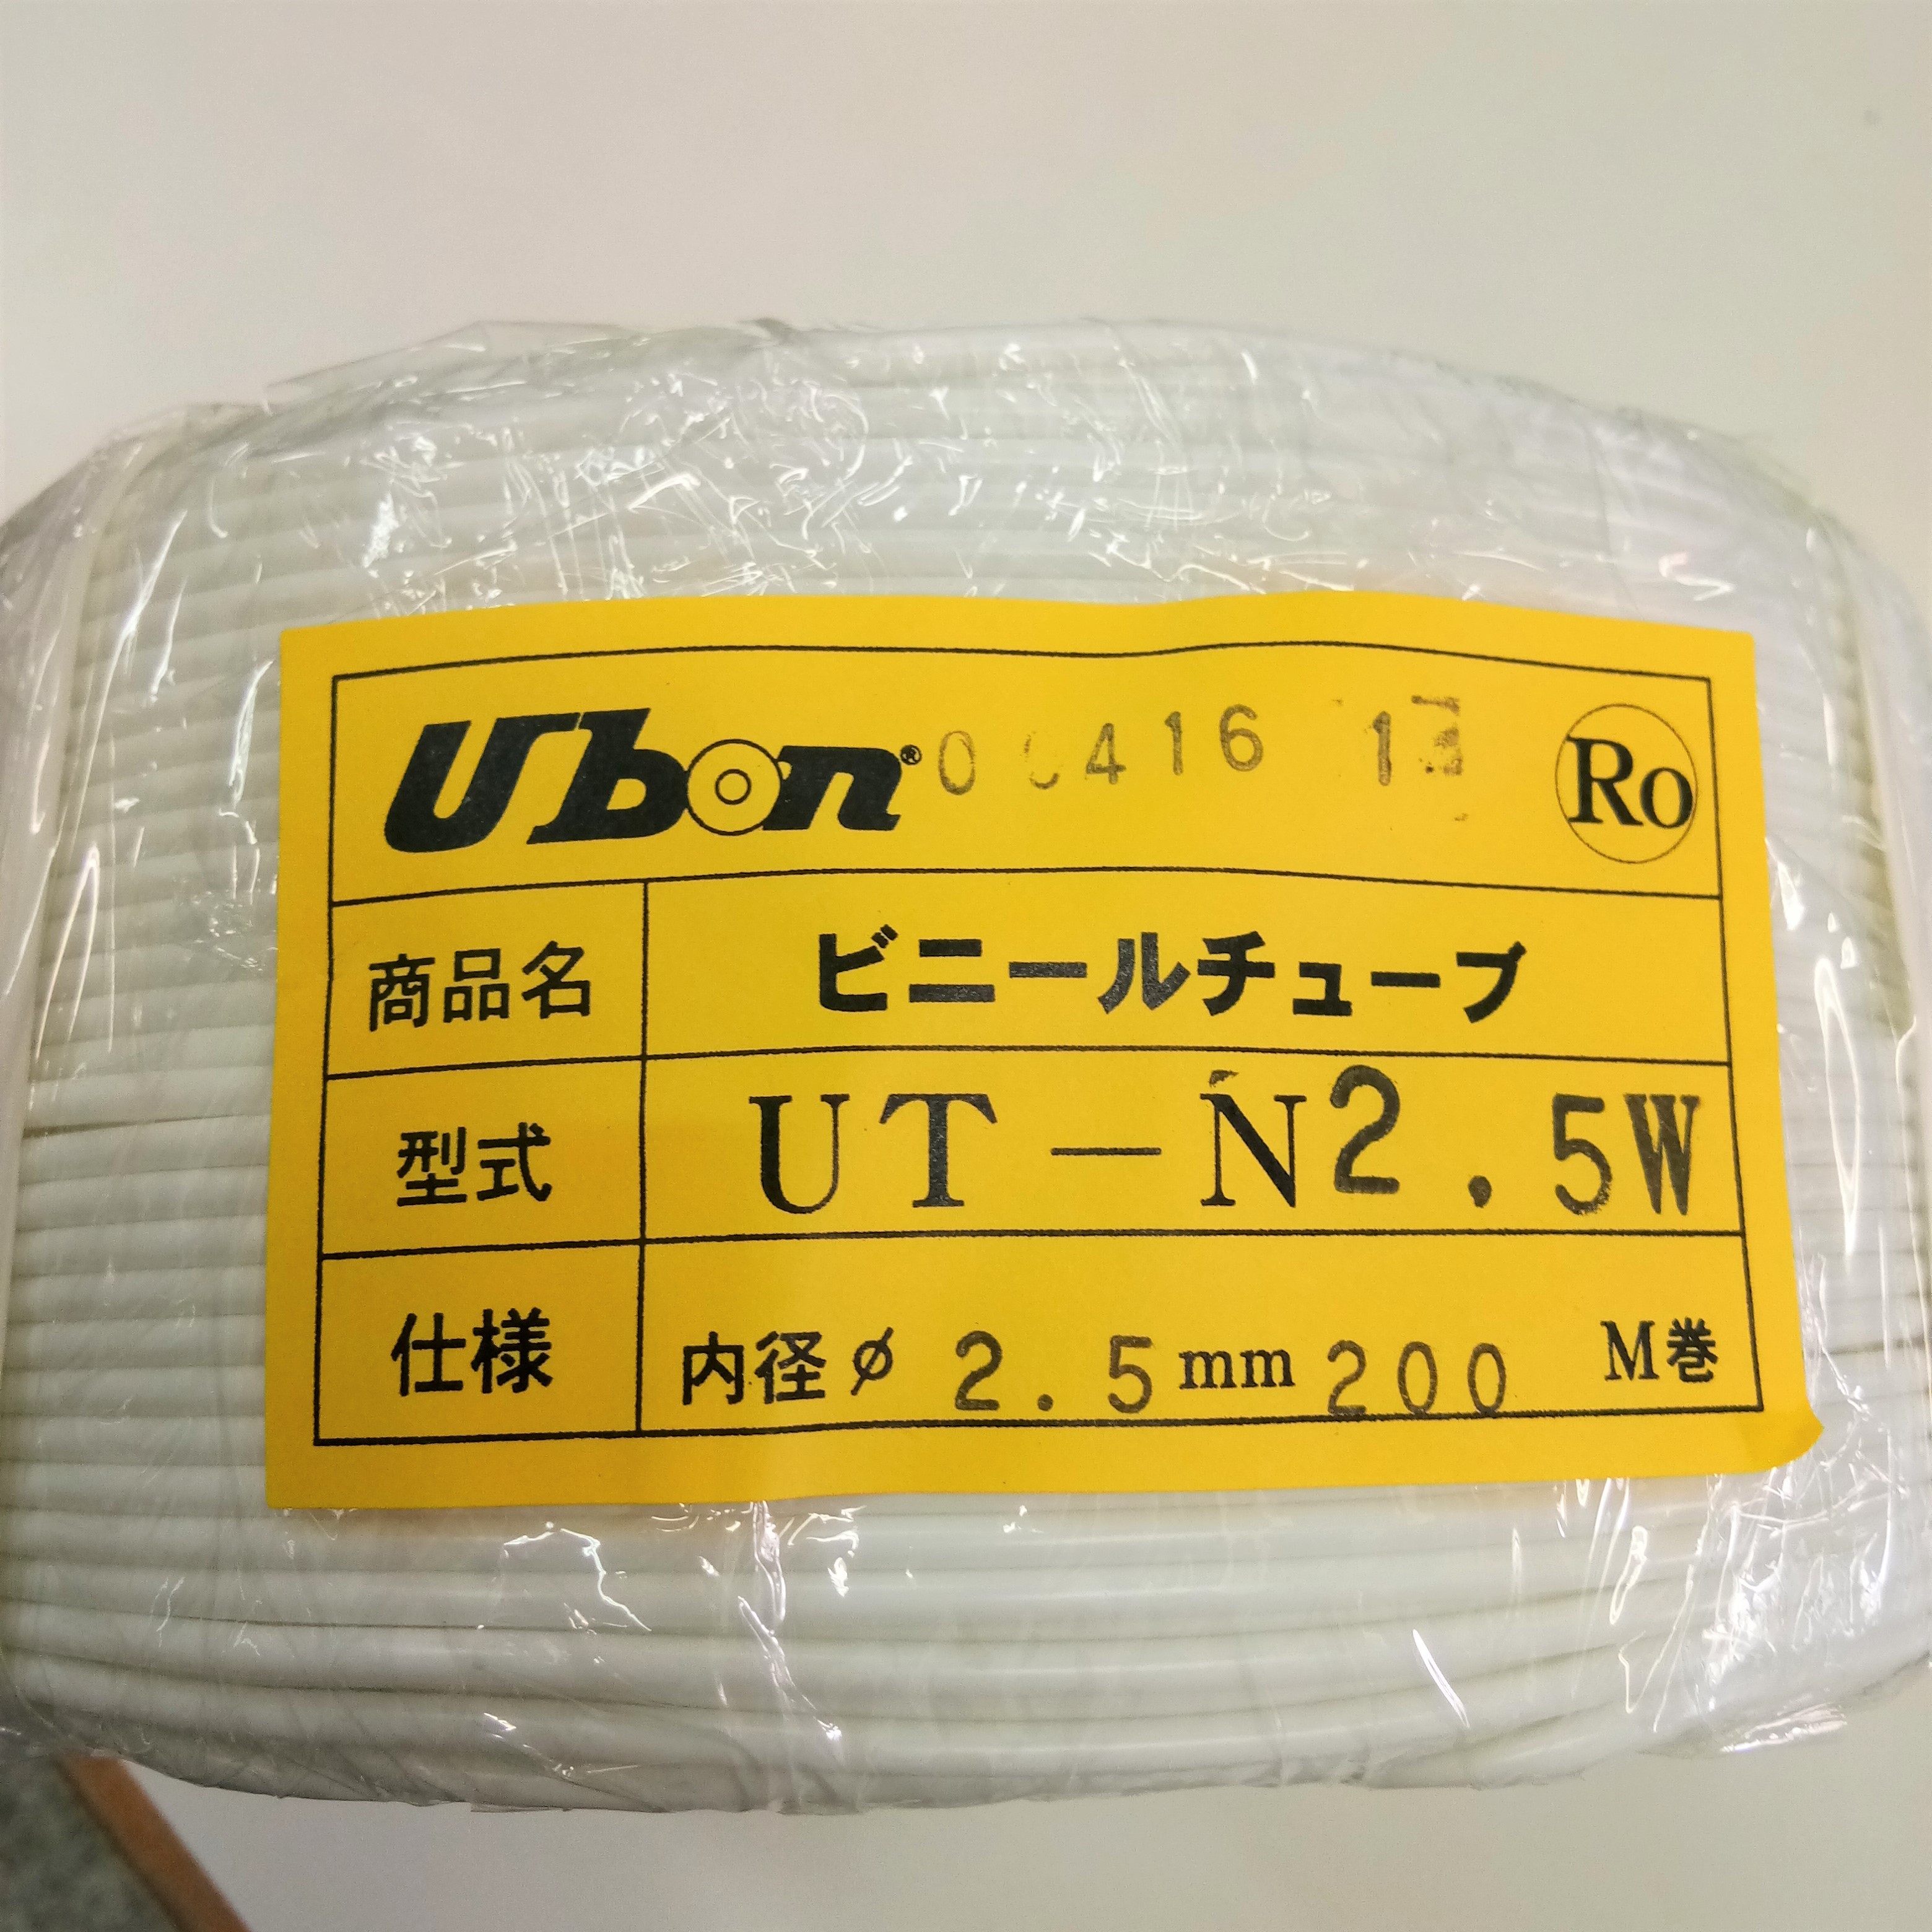 Ubon® 416 Ro
商品名 ビニールチューブ
型式 UT-N2.5W
仕様 内径φ 2.5mm 200 M巻